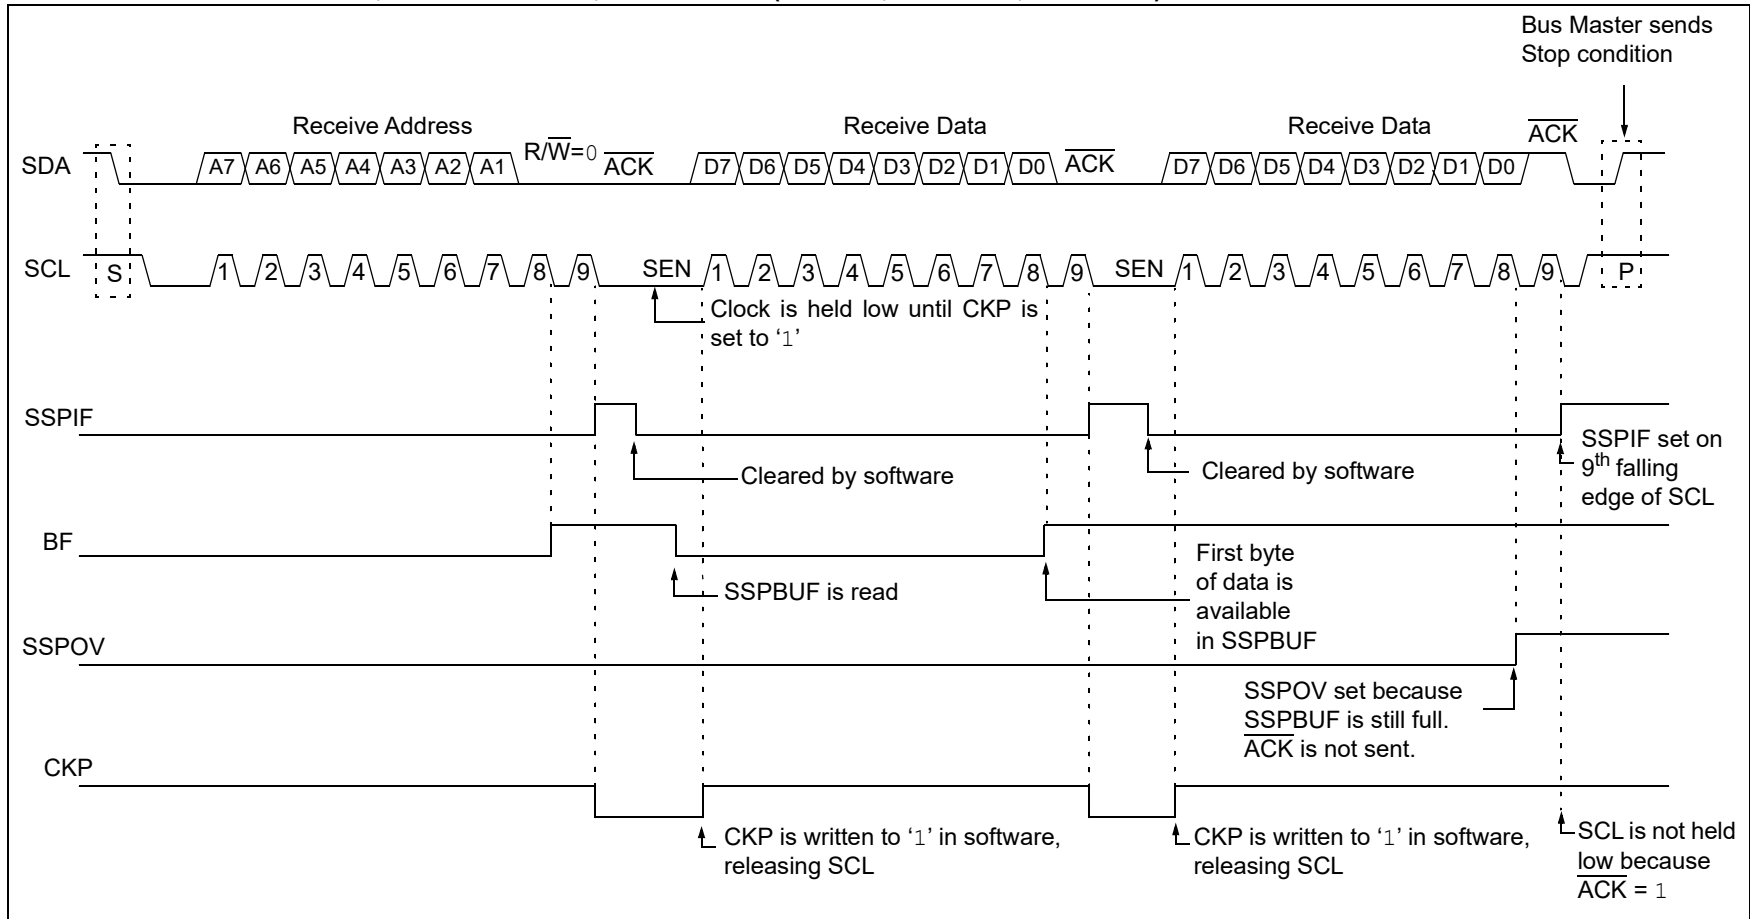 Bus Master sends
Stop condition
Receive Address
Receive Data
Receive Data
ACK
SDA
A7 A6 A5 A4 A3 A2 A1 R/W=0 ACK D7 D6 D5 D4 D3 D2 D1 D0 ACK D7 D6 D5 D4 D3 D2 D1 D0
SCL S 1 2 3 4 5 6 7 8 9 SEN 1 2 3 4 5 6 7 8 9 SEN 1 2 3 4 5 6 7 8 9 P
Clock is held low until CKP is
set to ‘1’
SSPIF
Cleared by software
Cleared by software
SSPIF set on
9th falling
edge of SCL
BF
SSPBUF is read
First byte
of data is
available
in SSPBUF
SSPOV
SSPOV set because
SSPBUF is still full.
ACK is not sent.
CKP
CKP is written to ‘1’ in software,
releasing SCL
CKP is written to ‘1’ in software,
releasing SCL
SCL is not held
low because
ACK = 1